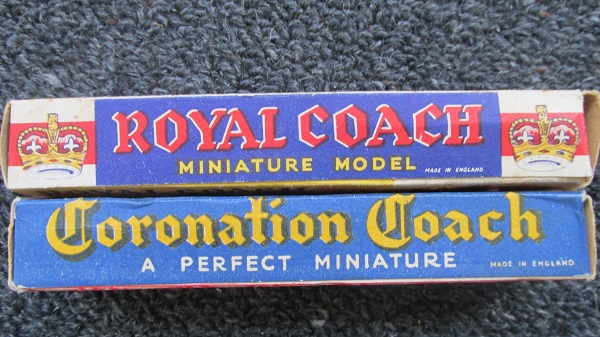 ROYAL COACH
MINIATURE MODEL
MADE IN ENGLAND
Coronation Coach
A PERFECT MINIATURE
MADE IN ENGLAND